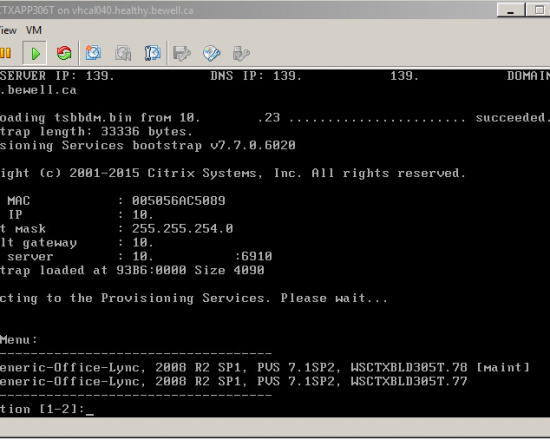 CTXAPP306T on vhcal040.healthy.bewell.ca
View VM
SERVER IP: 139. DNS IP: 139. 139. DOMAIN
.bewell.ca
oading tsbbdm.bin from 10. .23 ....................... succeeded.
trap length: 33336 bytes.
sioning Services bootstrap v7.7.0.6020
ight (c) 2001-2015 Citrix Systems, Inc. All rights reserved.
MAC : 005056AC5089
IP : 10.
t mask : 255.255.254.0
lt gateway : 10.
server : 10. :6910
trap loaded at 93B6:0000 Size 4090
cting to the Provisioning Services. Please wait...
Menu:
-----------------------------------
eneric-Office-Lync, 2008 R2 SP1, PVS 7.1SP2, WSCTXBLD305T.78 [maint]
eneric-Office-Lync, 2008 R2 SP1, PVS 7.1SP2, WSCTXBLD305T.77
-----------------------------------
tion [1-2]:_